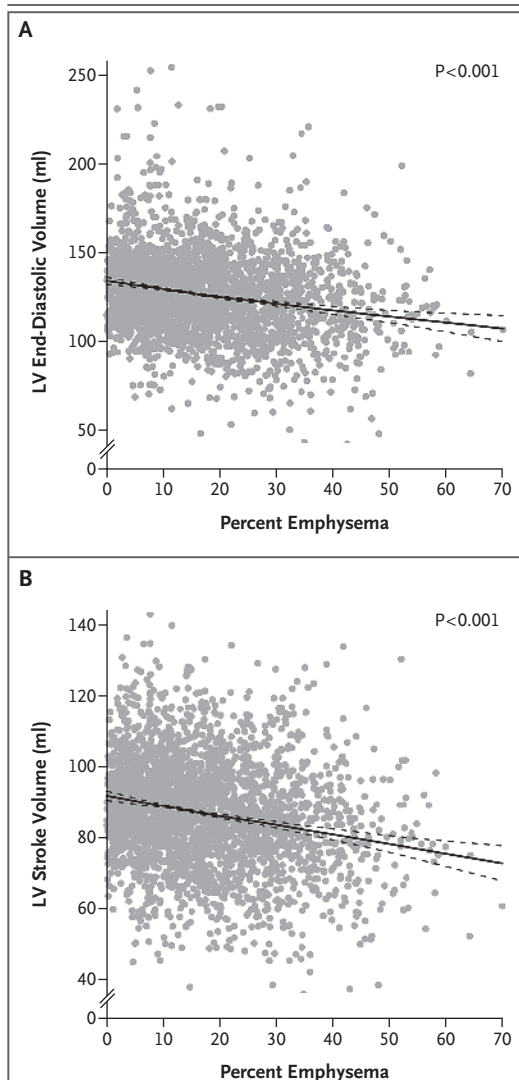 A
P<0.001
LV End-Diastolic Volume (ml)
250
200
150
100
50
0
0 10 20 30 40 50 60 70
Percent Emphysema
B
P<0.001
LV Stroke Volume (ml)
140
120
100
80
60
40
0
0 10 20 30 40 50 60 70
Percent Emphysema